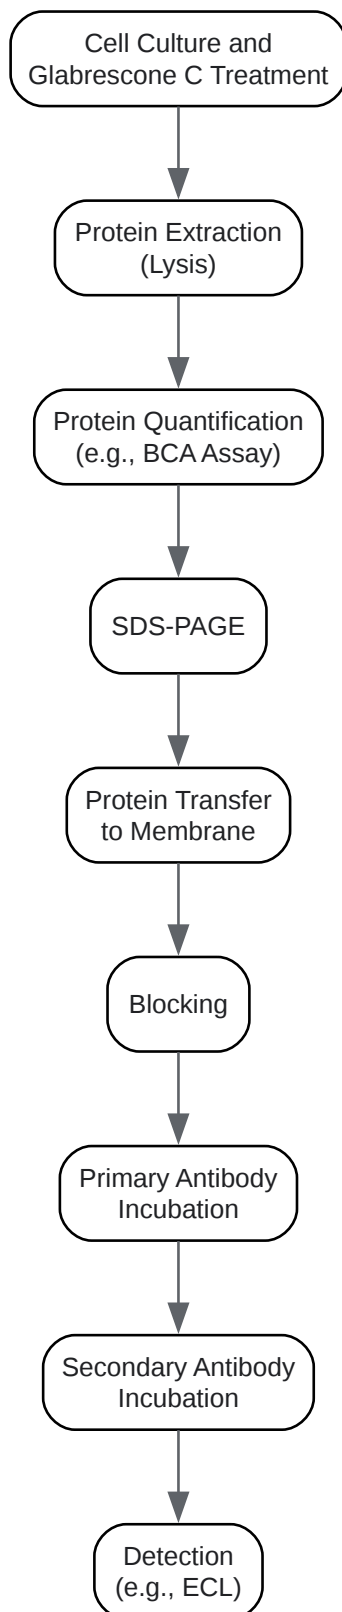 Cell Culture and
Glabrescone C Treatment
Protein Extraction
(Lysis)
Protein Quantification
(e.g., BCA Assay)
SDS-PAGE
Protein Transfer
to Membrane
Blocking
Primary Antibody
Incubation
Secondary Antibody
Incubation
Detection
(e.g., ECL)